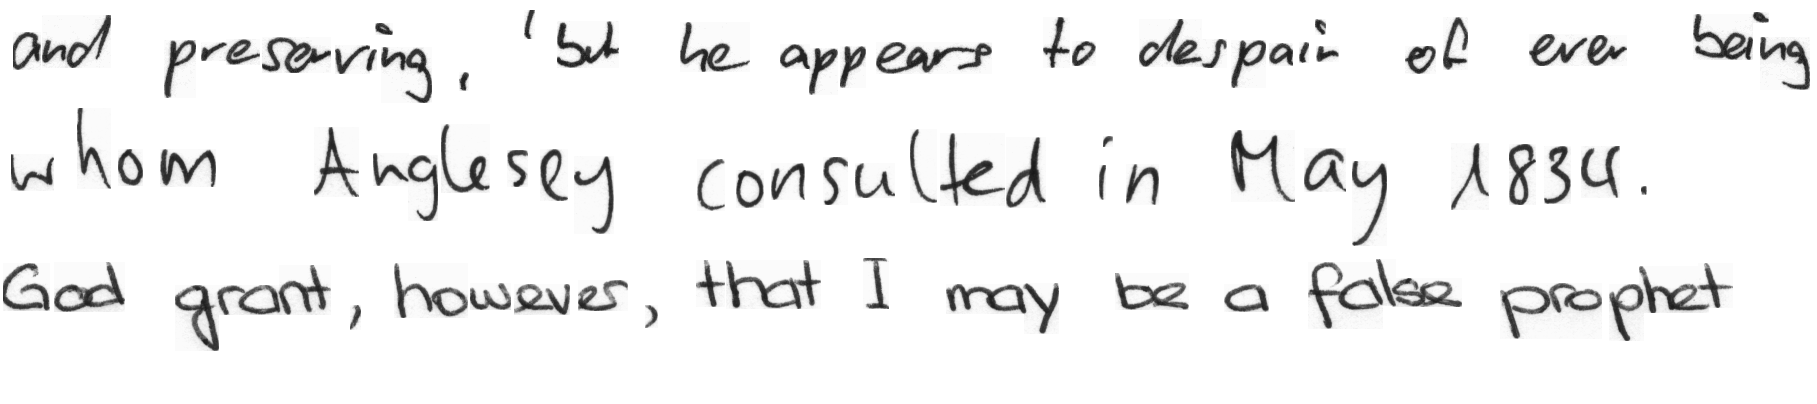 and preserving, 'but he appears to despair of ever being
whom Anglesey consulted in May 1834.
God grant, however, that I may be a false prophet